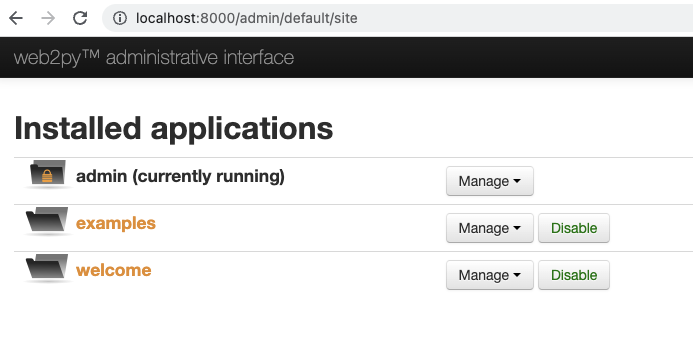 localhost:8000/admin/default/site
web2py™ administrative interface
Installed applications
admin (currently running) Manage
examples Manage Disable
welcome Manage Disable